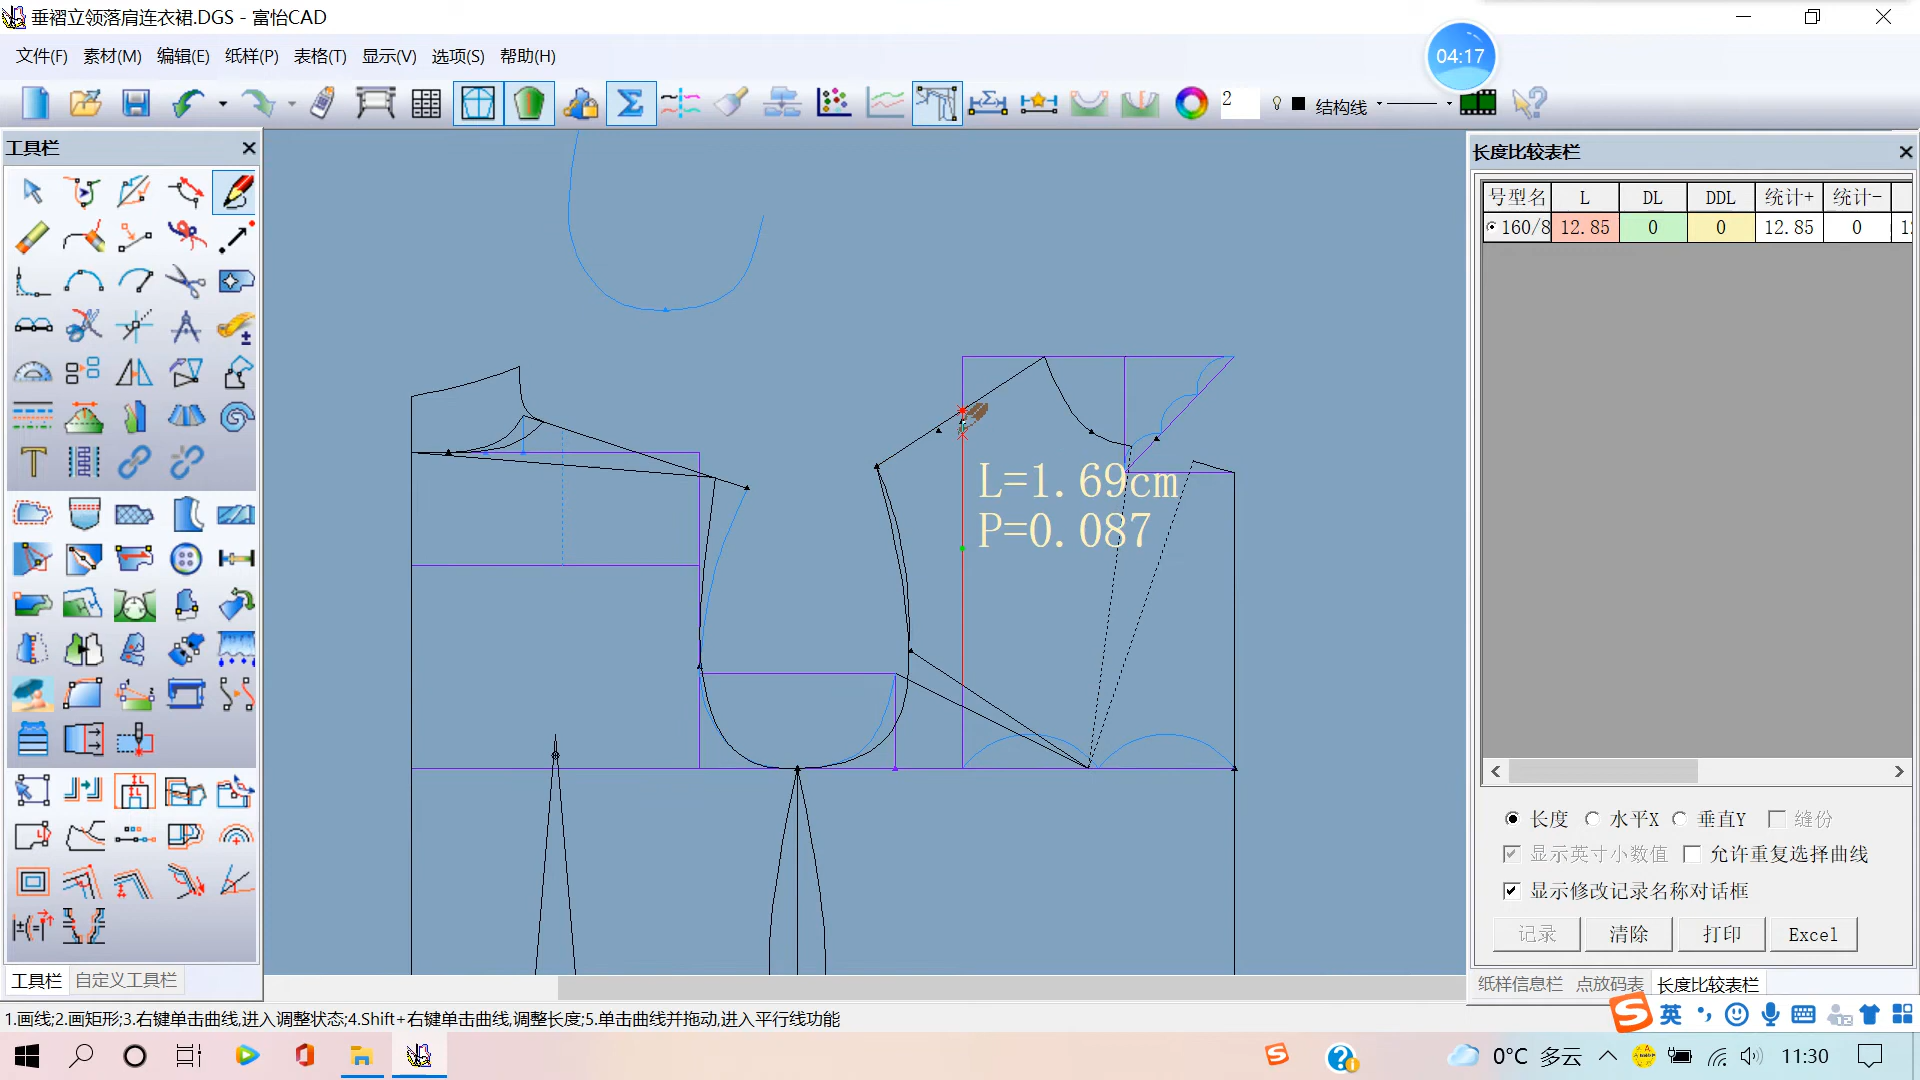 垂褶立领落肩连衣裙.DGS - 富怡CAD
04:17
文件(F) 素材(M) 编辑(E) 纸样(P) 表格(T) 显示(V) 选项(S) 帮助(H)
2 结构线
工具栏
长度比较表栏
号型名 L DL DDL 统计+ 统计-
160/8 12.85 0 0 12.85 0 1
L=1.69cm
P=0.087
长度 水平X 垂直Y 缝份
显示英寸小数值 允许重复选择曲线
显示修改记录名称对话框
记录 清除 打印 Excel
工具栏 自定义工具栏
纸样信息栏 点放码表 长度比较表栏
1.画线;2.画矩形;3.右键单击曲线,进入调整状态;4.Shift+右键单击曲线,调整长度;5.单击曲线并拖动,进入平行线功能
英
0°C 多云 11:30